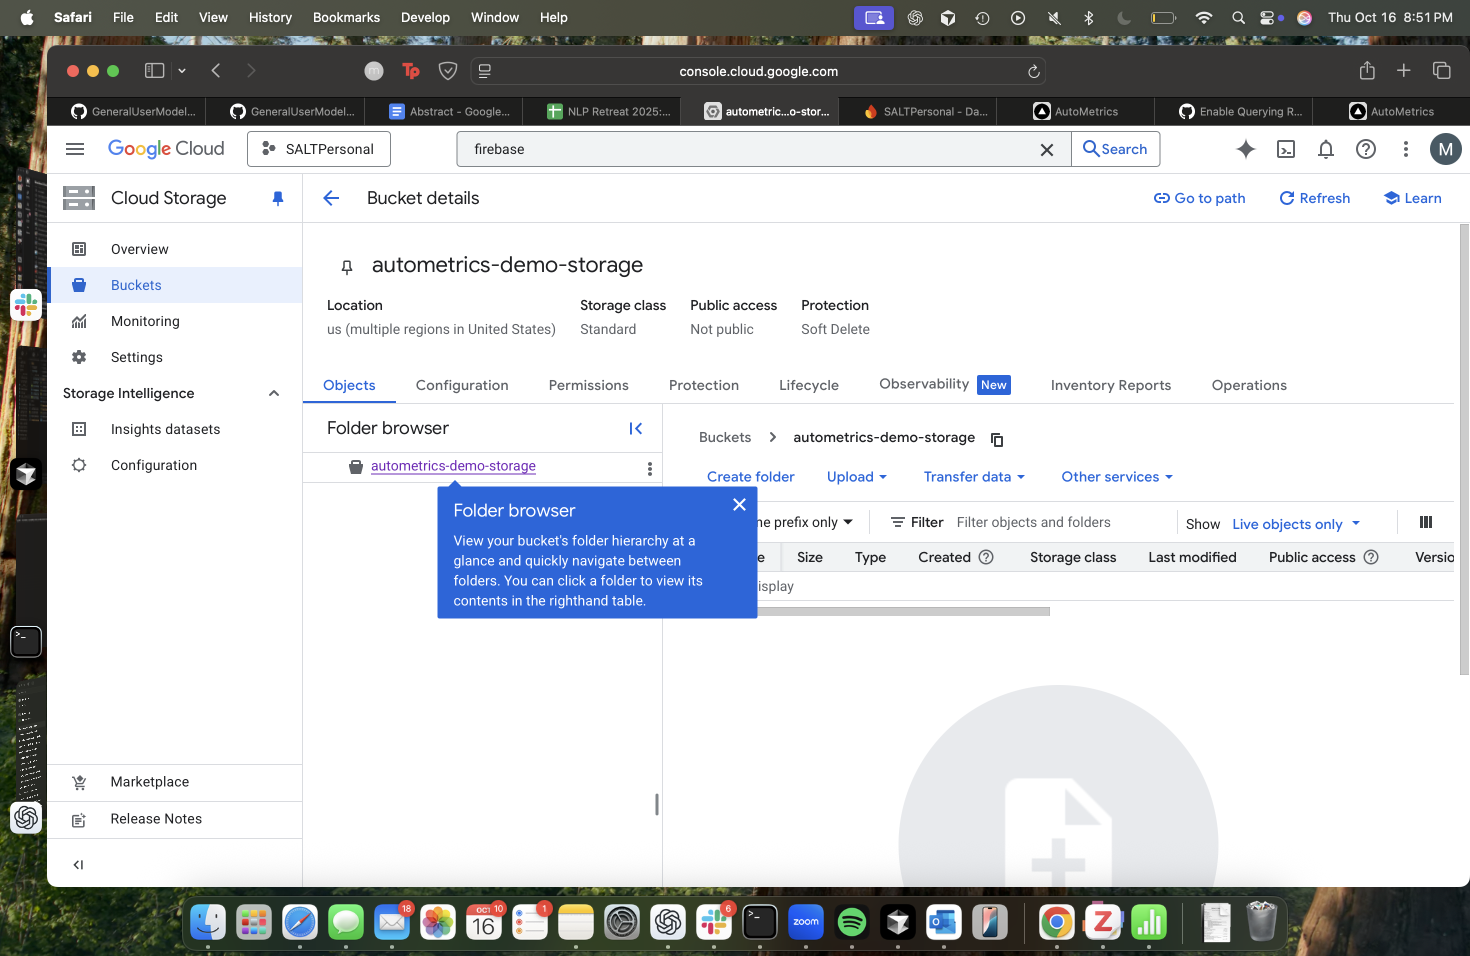 Safari File Edit View History Bookmarks Develop Window Help Thu Oct 16 8:51 PM
console.cloud.google.com
GeneralUserModel... GeneralUserModel... Abstract - Google... NLP Retreat 2025:... autometric...o-stor... SALTPersonal - Da... AutoMetrics Enable Querying R... AutoMetrics
Google Cloud SALTPersonal firebase Search M
Cloud Storage Bucket details Go to path Refresh Learn
Overview
Buckets
Monitoring
Settings
Storage Intelligence
Insights datasets
Configuration
Marketplace
Release Notes
autometrics-demo-storage
Location Storage class Public access Protection
us (multiple regions in United States) Standard Not public Soft Delete
Objects Configuration Permissions Protection Lifecycle Observability New Inventory Reports Operations
Folder browser
autometrics-demo-storage
Folder browser
View your bucket's folder hierarchy at a
glance and quickly navigate between
folders. You can click a folder to view its
contents in the righthand table.
Buckets > autometrics-demo-storage
Create folder Upload Transfer data Other services
me prefix only Filter Filter objects and folders Show Live objects only
e Size Type Created Storage class Last modified Public access Versio
isplay
18 OCT 10 16 1 6 zoom